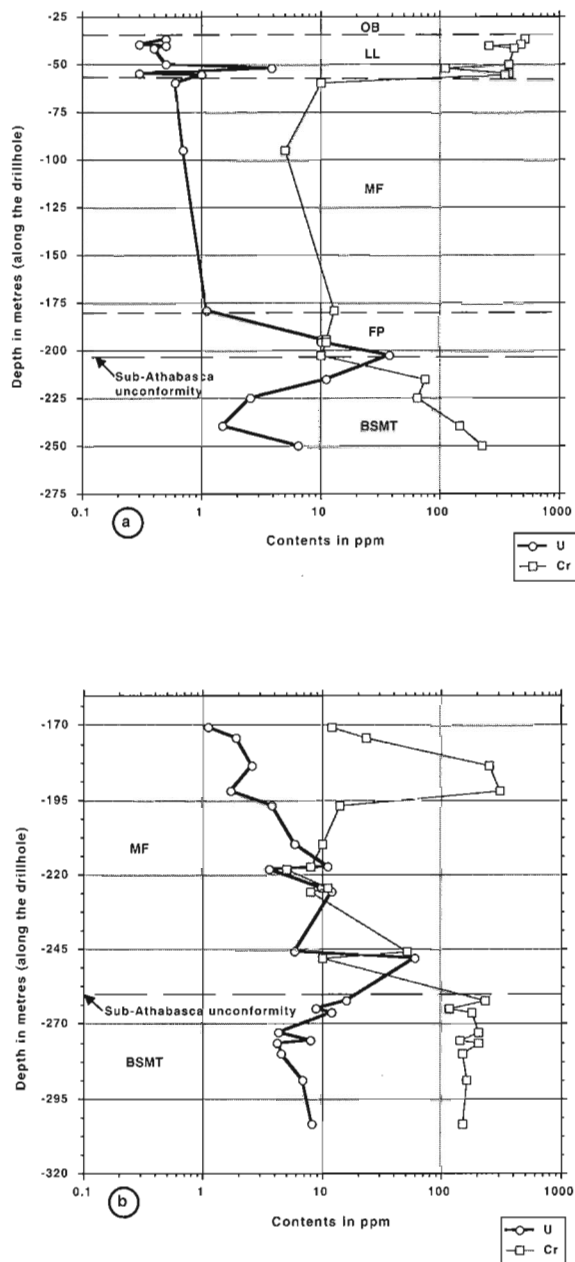 -25
-50
-75
-100
-125
-150
-175
-200
-225
-250
-275
Depth in metres (along the drillhole)
OB
LL
MF
FP
Sub-Athabasca
unconformity
BSMT
0.1 1 10 100 1000
a
Contents in ppm
U
Cr
-170
-195
-220
-245
-270
-295
-320
Depth in metres (along the drillhole)
MF
Sub-Athabasca unconformity
BSMT
0.1 1 10 100 1000
b
Contents in ppm
U
Cr